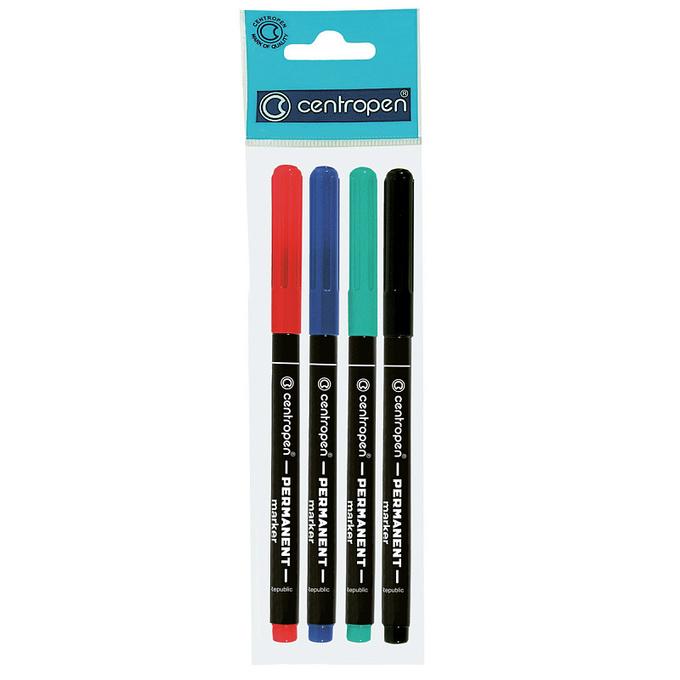 CENTROPEN
MARK OF QUALITY
centropen®
centropen®
PERMANENT
marker
Republic
centropen®
PERMANENT
marker
Republic
centropen®
PERMANENT
marker
Republic
centropen®
PERMANENT
marker
Republic